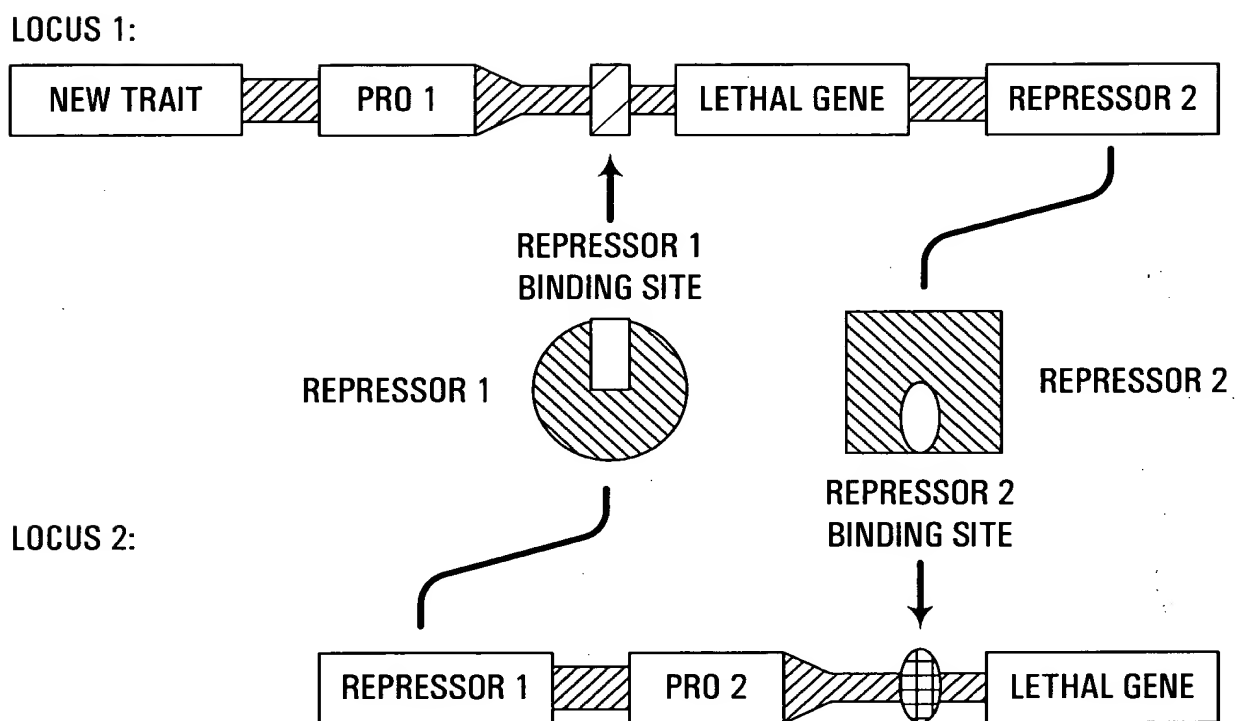 LOCUS 1:
NEW TRAIT PRO 1 LETHAL GENE REPRESSOR 2
REPRESSOR 1
BINDING SITE
REPRESSOR 1
REPRESSOR 2
REPRESSOR 2
BINDING SITE
LOCUS 2:
REPRESSOR 1 PRO 2 LETHAL GENE